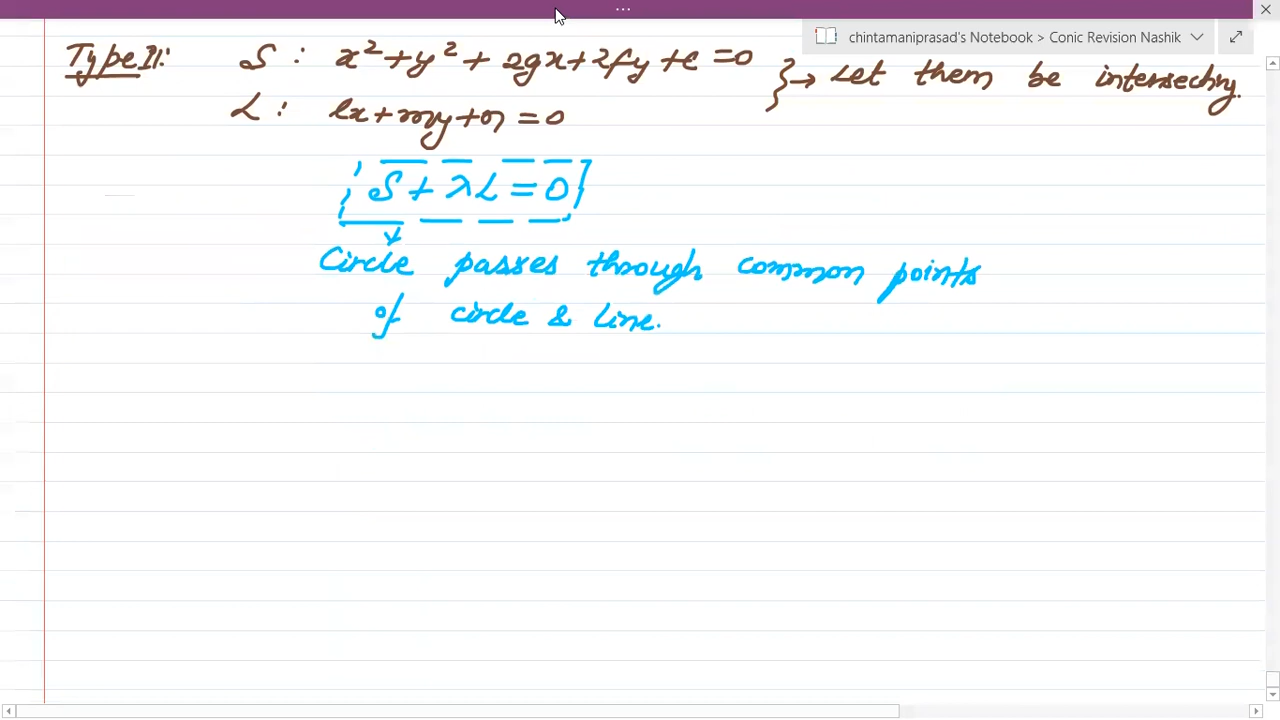 ...
chintamaniprasad's Notebook > Conic Revision Nashik
Type II: S : x² + y² + 2gx + 2fy + c = 0 } → Let them be intersecting.
L : lx + my + n = 0
S + λL = 0
Circle passes through common points
of circle & line.